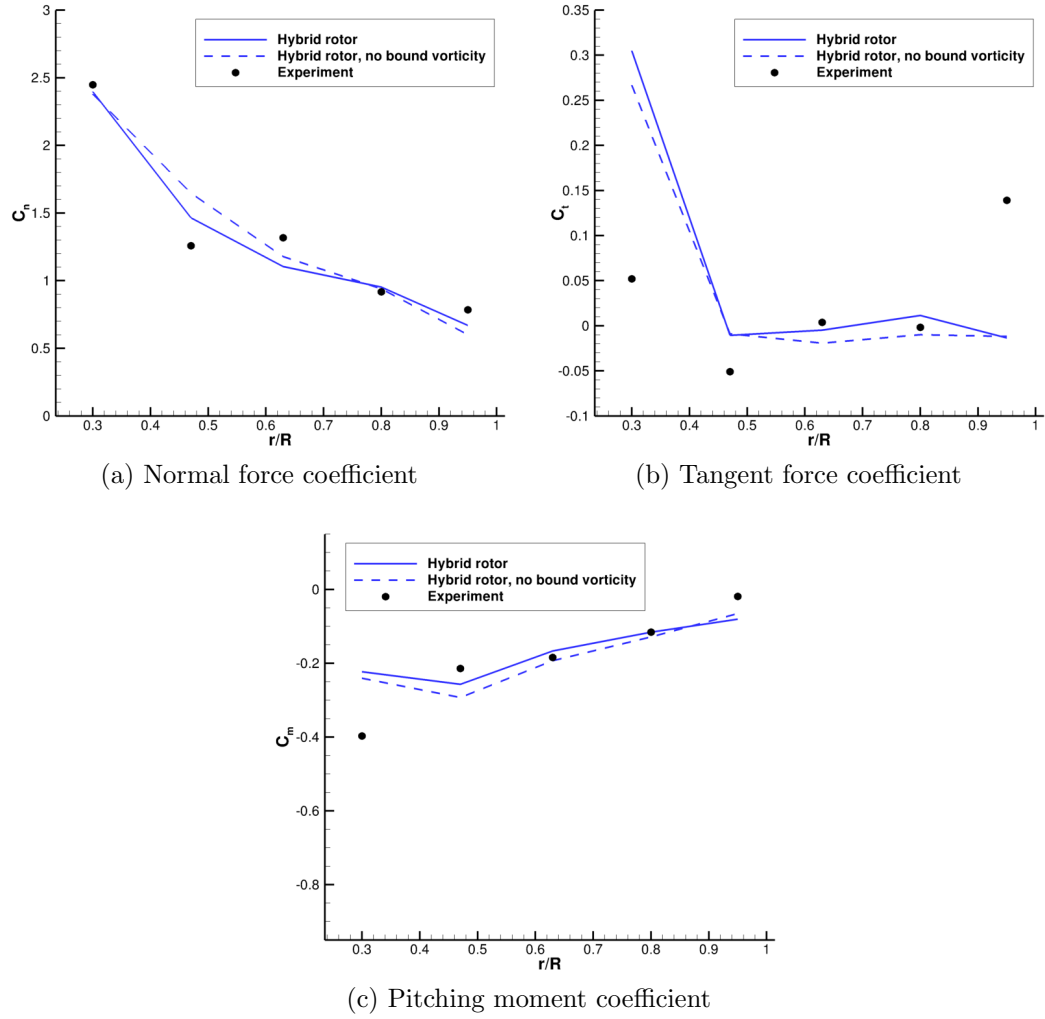 3
2.5
2
1.5
1
0.5
0
Cn
Hybrid rotor
Hybrid rotor, no bound vorticity
Experiment
0.3 0.4 0.5 0.6 0.7 0.8 0.9 1
r/R
(a) Normal force coefficient
0.35
0.3
0.25
0.2
0.15
0.1
0.05
0
-0.05
-0.1
Ct
Hybrid rotor
Hybrid rotor, no bound vorticity
Experiment
0.3 0.4 0.5 0.6 0.7 0.8 0.9 1
r/R
(b) Tangent force coefficient
0
-0.2
-0.4
-0.6
-0.8
Cm
Hybrid rotor
Hybrid rotor, no bound vorticity
Experiment
0.3 0.4 0.5 0.6 0.7 0.8 0.9 1
r/R
(c) Pitching moment coefficient